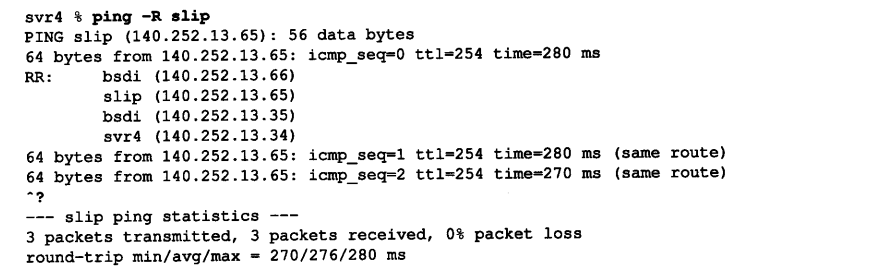 svr4 % ping -R slip
PING slip (140.252.13.65): 56 data bytes
64 bytes from 140.252.13.65: icmp_seq=0 ttl=254 time=280 ms
RR:     bsdi (140.252.13.66)
        slip (140.252.13.65)
        bsdi (140.252.13.35)
        svr4 (140.252.13.34)
64 bytes from 140.252.13.65: icmp_seq=1 ttl=254 time=280 ms (same route)
64 bytes from 140.252.13.65: icmp_seq=2 ttl=254 time=270 ms (same route)
^?
--- slip ping statistics ---
3 packets transmitted, 3 packets received, 0% packet loss
round-trip min/avg/max = 270/276/280 ms